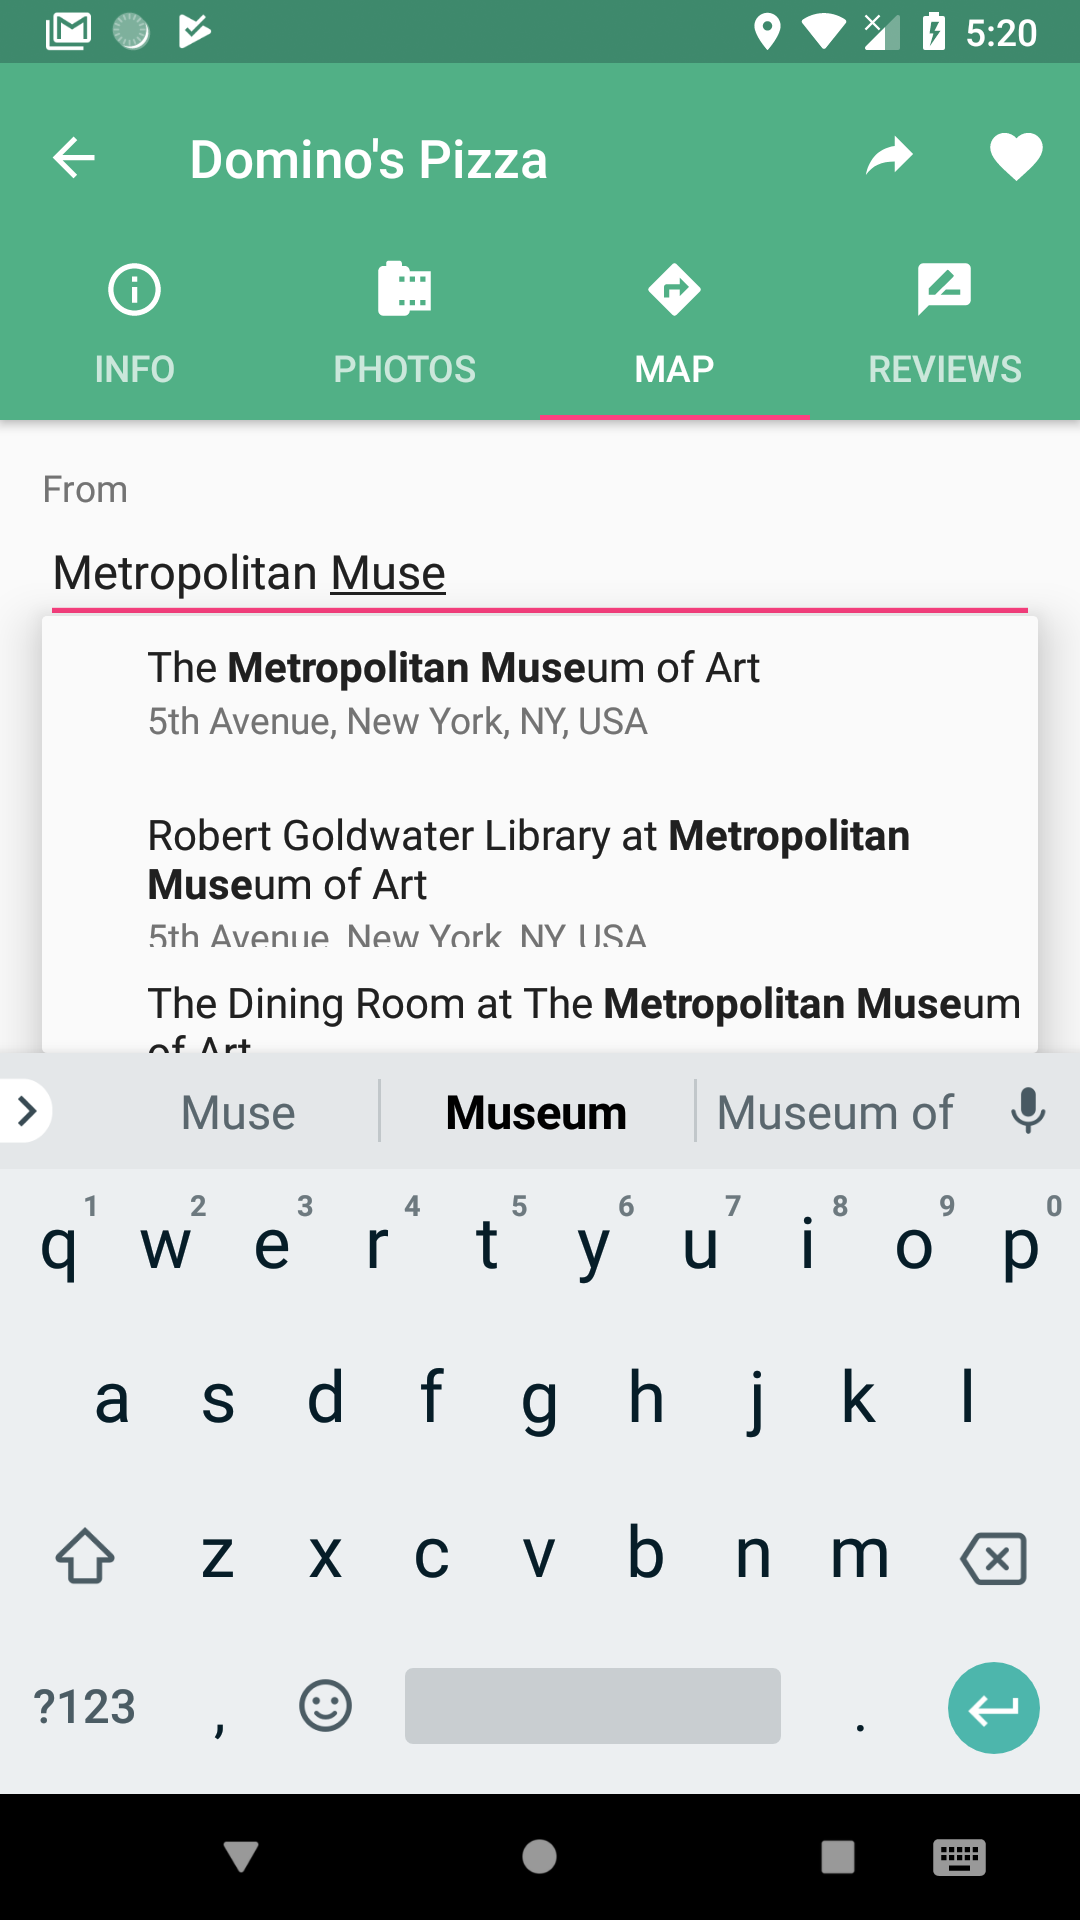 5:20
Domino's Pizza
INFO PHOTOS MAP REVIEWS
From
Metropolitan Muse
The Metropolitan Museum of Art
5th Avenue, New York, NY, USA
Robert Goldwater Library at Metropolitan
Museum of Art
5th Avenue, New York, NY, USA
The Dining Room at The Metropolitan Museum
of Art
Muse Museum Museum of
1 2 3 4 5 6 7 8 9 0
q w e r t y u i o p
a s d f g h j k l
z x c v b n m
?123 , .